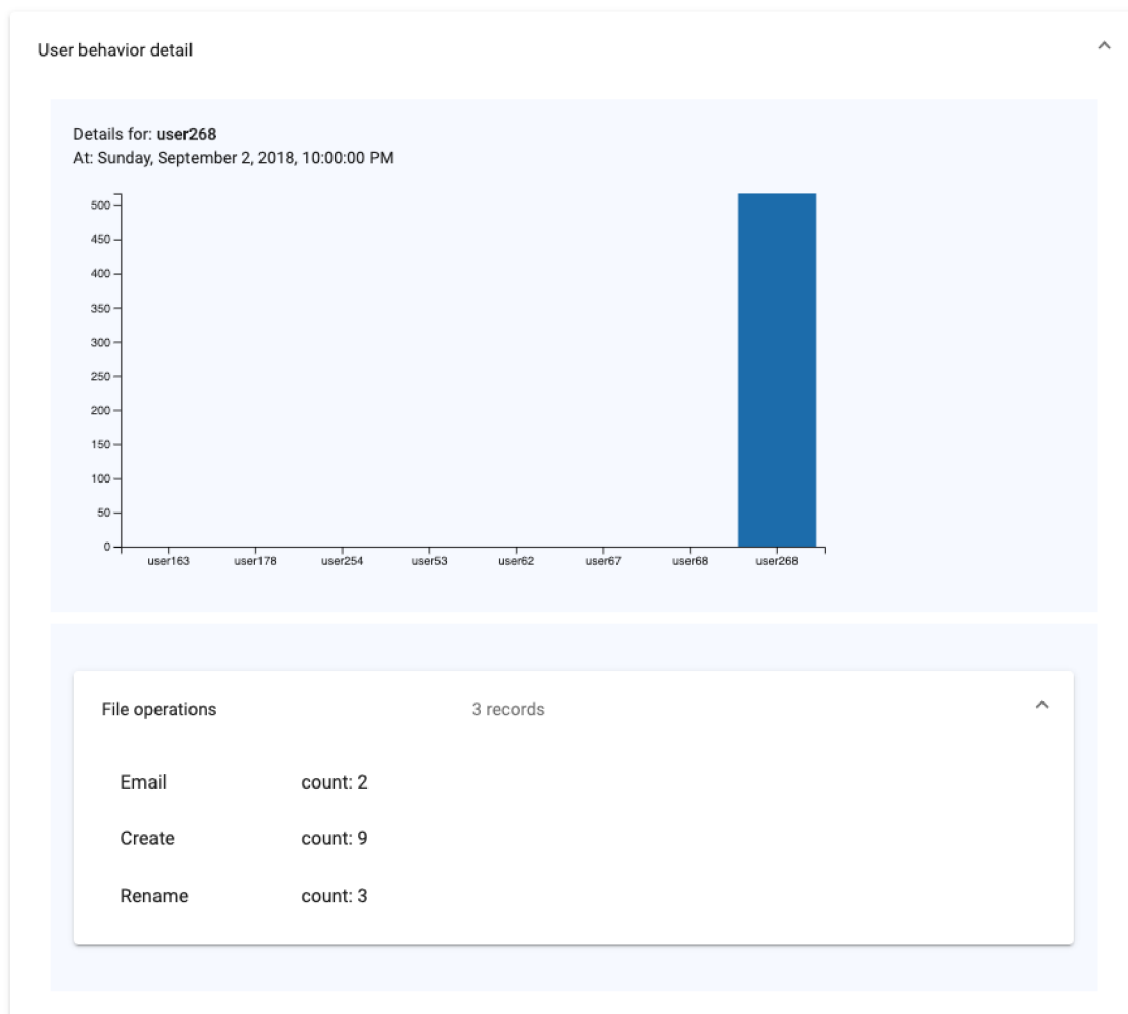 User behavior detail
Details for: user268
At: Sunday, September 2, 2018, 10:00:00 PM
500
450
400
350
300
250
200
150
100
50
0
user163 user178 user254 user53 user62 user67 user68 user268
File operations 3 records
Email count: 2
Create count: 9
Rename count: 3